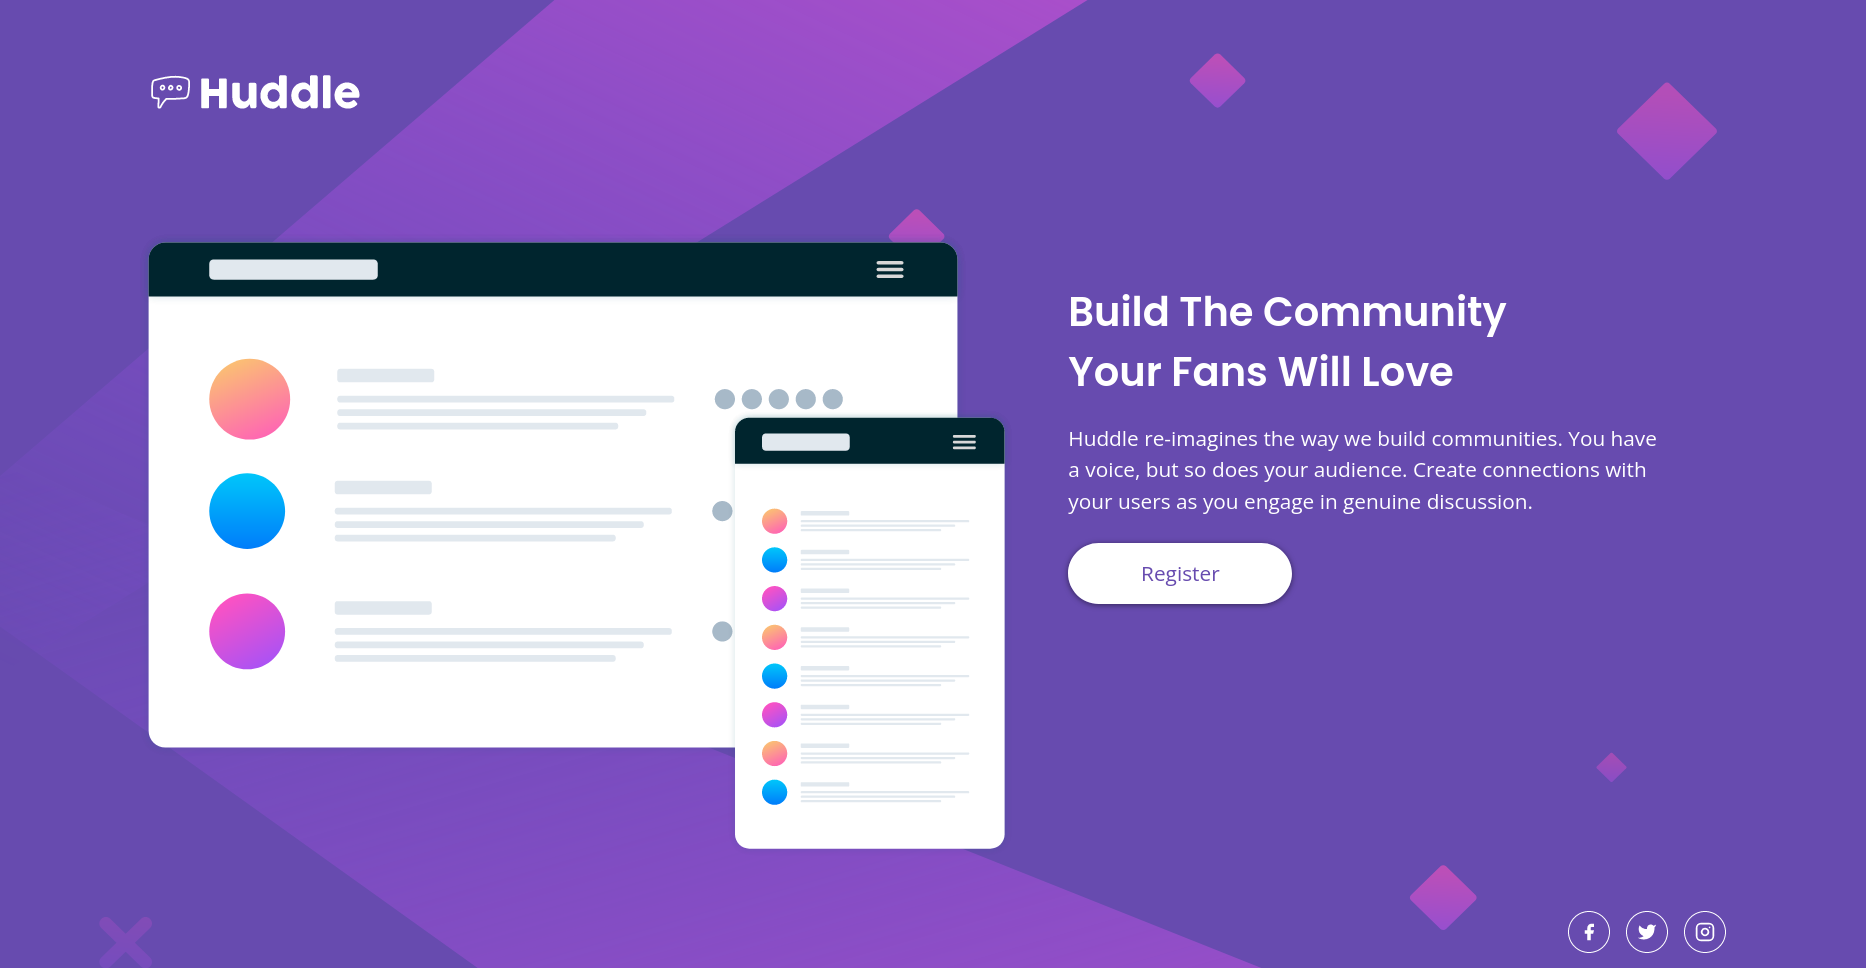 Huddle
Build The Community
Your Fans Will Love
Huddle re-imagines the way we build communities. You have
a voice, but so does your audience. Create connections with
your users as you engage in genuine discussion.
Register